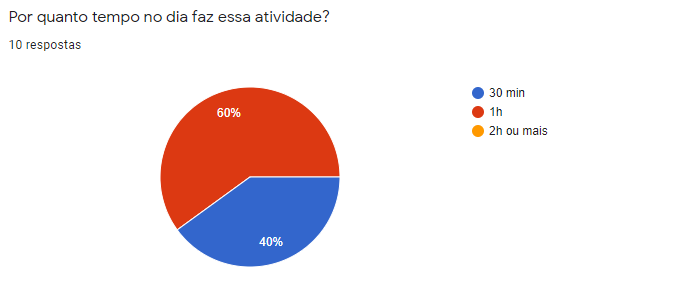 Por quanto tempo no dia faz essa atividade?
10 respostas
60%
40%
30 min
1h
2h ou mais